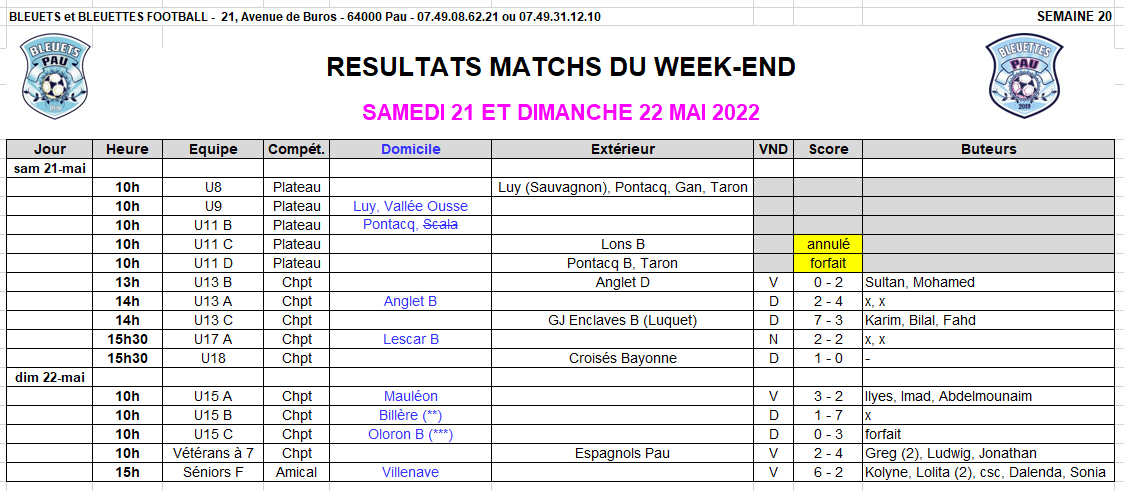 BLEUETS et BLEUETTES FOOTBALL - 21, Avenue de Buros - 64000 Pau - 07.49.08.62.21 ou 07.49.31.12.10 SEMAINE 20
BLEUETS
PAU
BLEUETTES
PAU
2019
RESULTATS MATCHS DU WEEK-END
SAMEDI 21 ET DIMANCHE 22 MAI 2022
Jour Heure Equipe Compét. Domicile Extérieur VND Score Buteurs
sam 21-mai
10h U8 Plateau Luy (Sauvagnon), Pontacq, Gan, Taron
10h U9 Plateau Luy, Vallée Ousse
10h U11 B Plateau Pontacq, Scala
10h U11 C Plateau Lons B annulé
10h U11 D Plateau Pontacq B, Taron forfait
13h U13 B Chpt Anglet D V 0 - 2 Sultan, Mohamed
14h U13 A Chpt Anglet B D 2 - 4 x, x
14h U13 C Chpt GJ Enclaves B (Luquet) D 7 - 3 Karim, Bilal, Fahd
15h30 U17 A Chpt Lescar B N 2 - 2 x, x
15h30 U18 Chpt Croisés Bayonne D 1 - 0 -
dim 22-mai
10h U15 A Chpt Mauléon V 3 - 2 Ilyes, Imad, Abdelmounaim
10h U15 B Chpt Billère (**) D 1 - 7 x
10h U15 C Chpt Oloron B (***) D 0 - 3 forfait
10h Vétérans à 7 Chpt Espagnols Pau V 2 - 4 Greg (2), Ludwig, Jonathan
15h Séniors F Amical Villenave V 6 - 2 Kolyne, Lolita (2), csc, Dalenda, Sonia